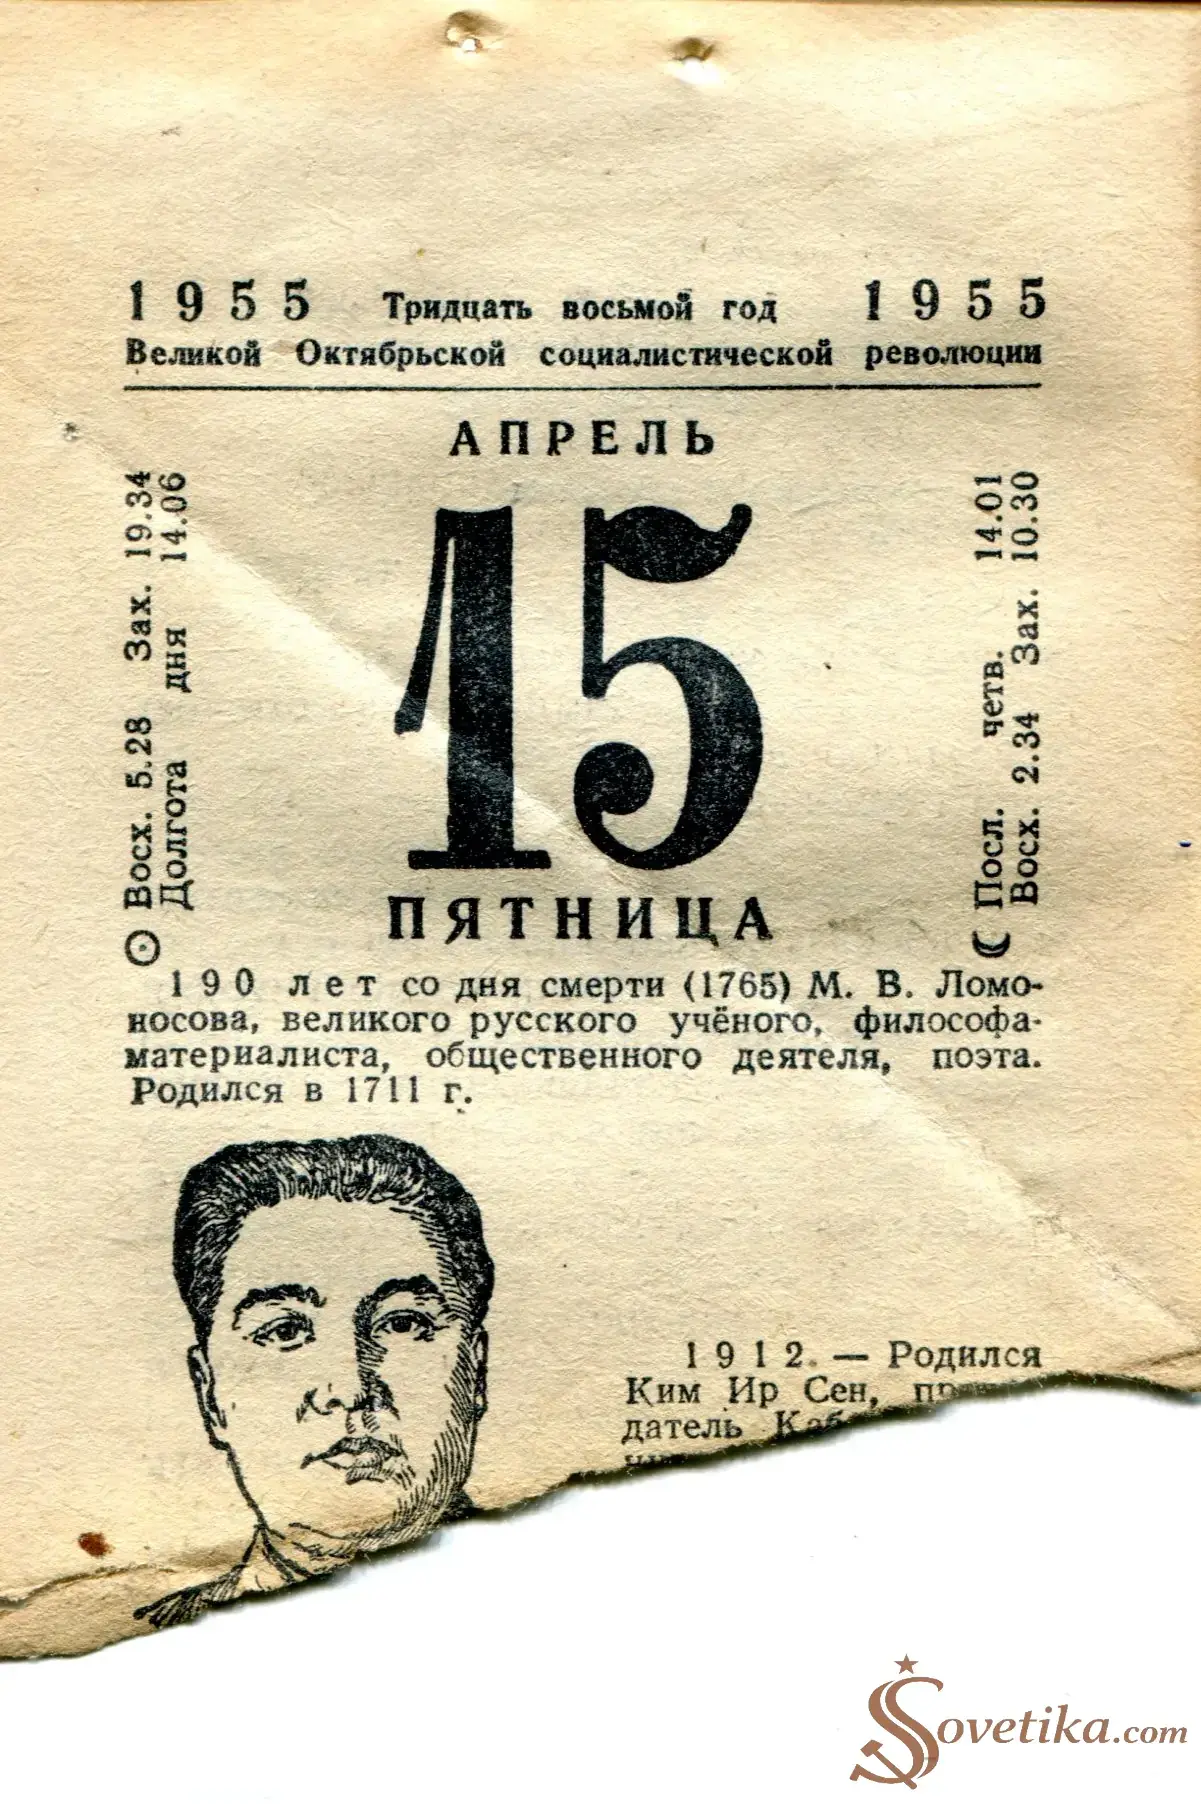 1955 Тридцать восьмой год 1955
Великой Октябрьской социалистической революции
АПРЕЛЬ
Восх. 5.28 Зах. 19.34
Долгота дня 14.06
15
Посл. четв. 14.01
Восх. 2.34 Зах. 10.30
ПЯТНИЦА
190 лет со дня смерти (1765) М. В. Ломо-
носова, великого русского учёного, философа-
материалиста, общественного деятеля, поэта.
Родился в 1711 г.
1912. — Родился
Ким Ир Сен,
датель
Sovetika.com